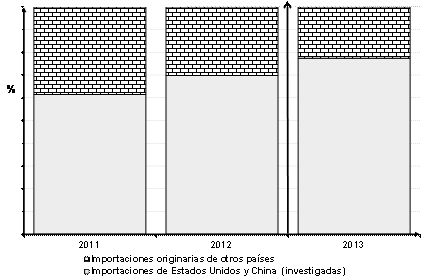 %
2011 2012 2013
Importaciones originarias de otros países
Importaciones de Estados Unidos y China (investigadas)